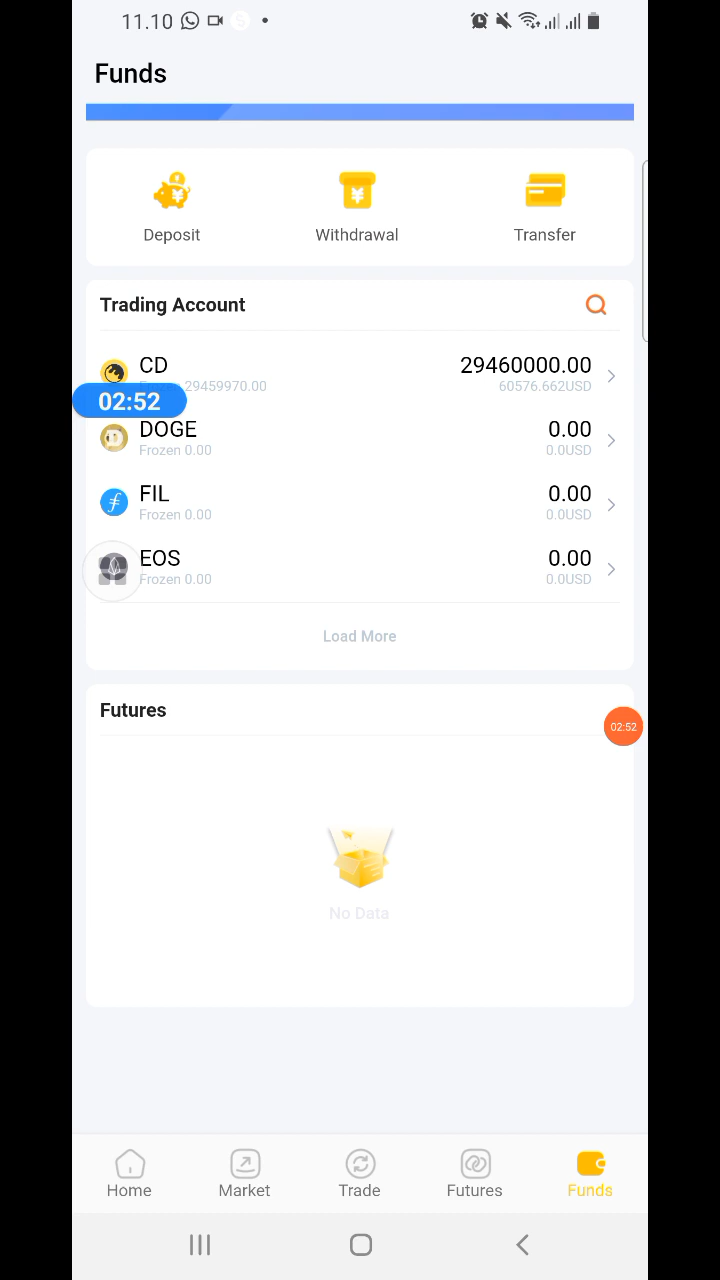 11.10
Funds
Deposit
Withdrawal
Transfer
Trading Account
CD
29460000.00
29459970.00
60576.662USD
02:52
DOGE
0.00
Frozen 0.00
0.0USD
FIL
0.00
Frozen 0.00
0.0USD
EOS
0.00
Frozen 0.00
0.0USD
Load More
Futures
02:52
No Data
Home
Market
Trade
Futures
Funds